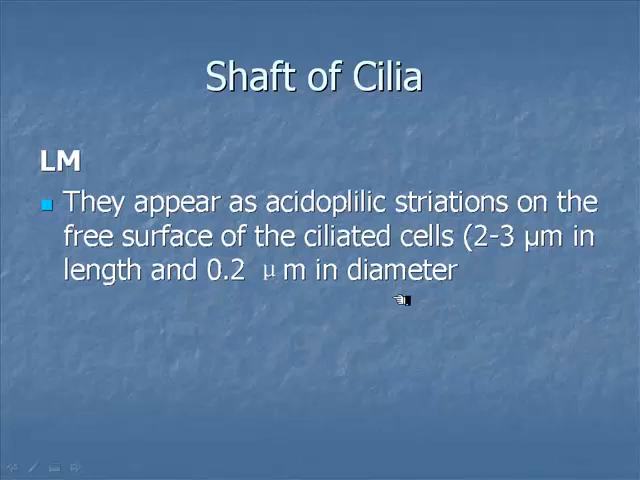 Shaft of Cilia
LM
They appear as acidoplilic striations on the
free surface of the ciliated cells (2-3 µm in
length and 0.2 μm in diameter